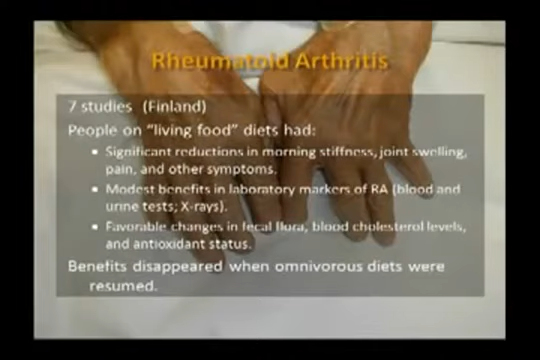 Rheumatoid Arthritis
7 studies (Finland)
People on “living food” diets had:
▪ Significant reductions in morning stiffness, joint swelling,
pain, and other symptoms.
▪ Modest benefits in laboratory markers of RA (blood and
urine tests; X-rays).
▪ Favorable changes in fecal flora, blood cholesterol levels,
and antioxidant status.
Benefits disappeared when omnivorous diets were
resumed.